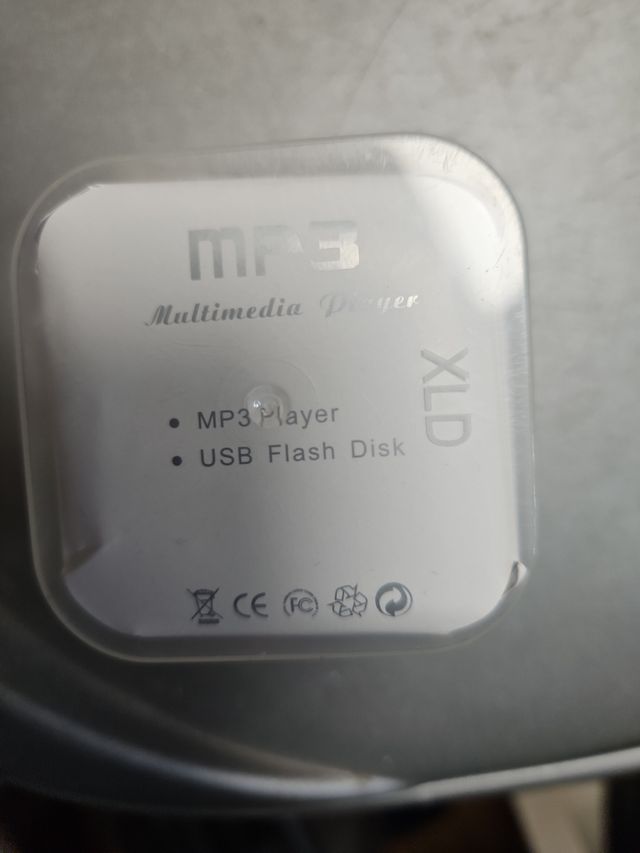 MP3
Multimedia Player
XLD
• MP3 Player
• USB Flash Disk
CE FC